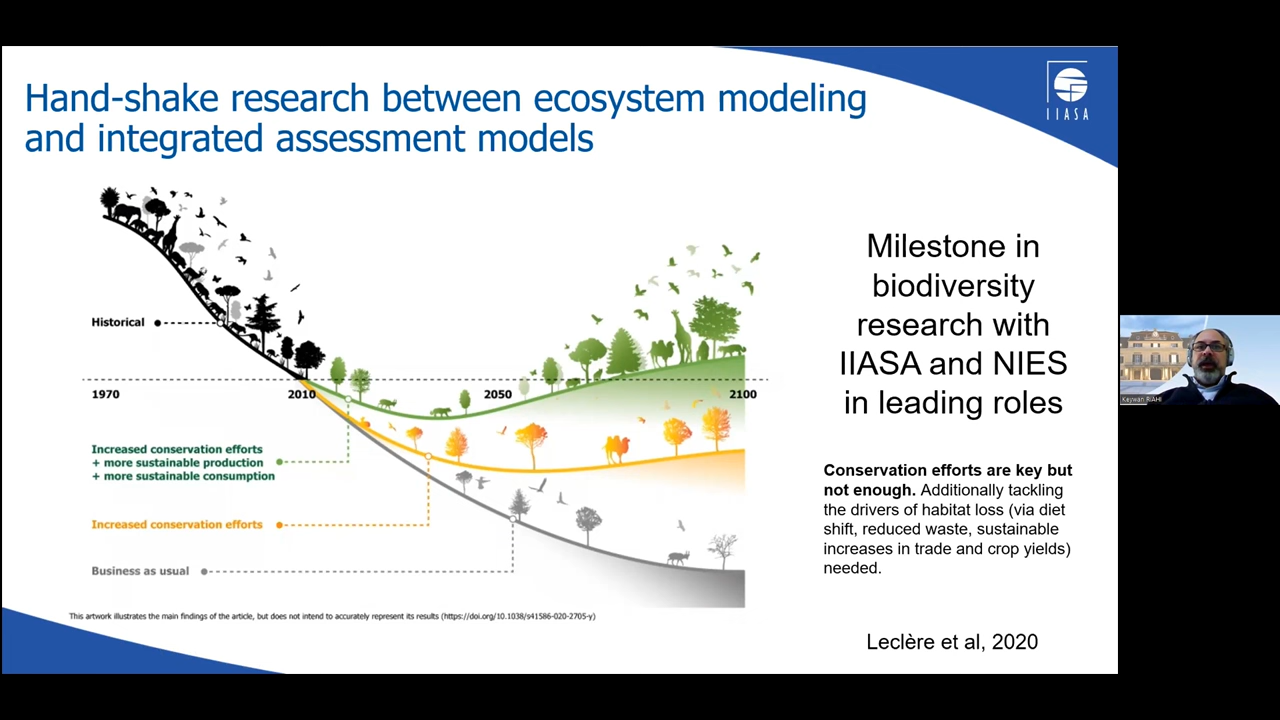 Hand-shake research between ecosystem modeling
and integrated assessment models
IIASA
Historical
1970
2010
2050
2100
Increased conservation efforts
+ more sustainable production
+ more sustainable consumption
Increased conservation efforts
Business as usual
This artwork illustrates the main findings of the article, but does not intend to accurately represent its results (https://doi.org/10.1038/s41586-020-2705-y)
Milestone in
biodiversity
research with
IIASA and NIES
in leading roles
Conservation efforts are key but
not enough. Additionally tackling
the drivers of habitat loss (via diet
shift, reduced waste, sustainable
increases in trade and crop yields)
needed.
Leclère et al, 2020
Keywan RIAHI